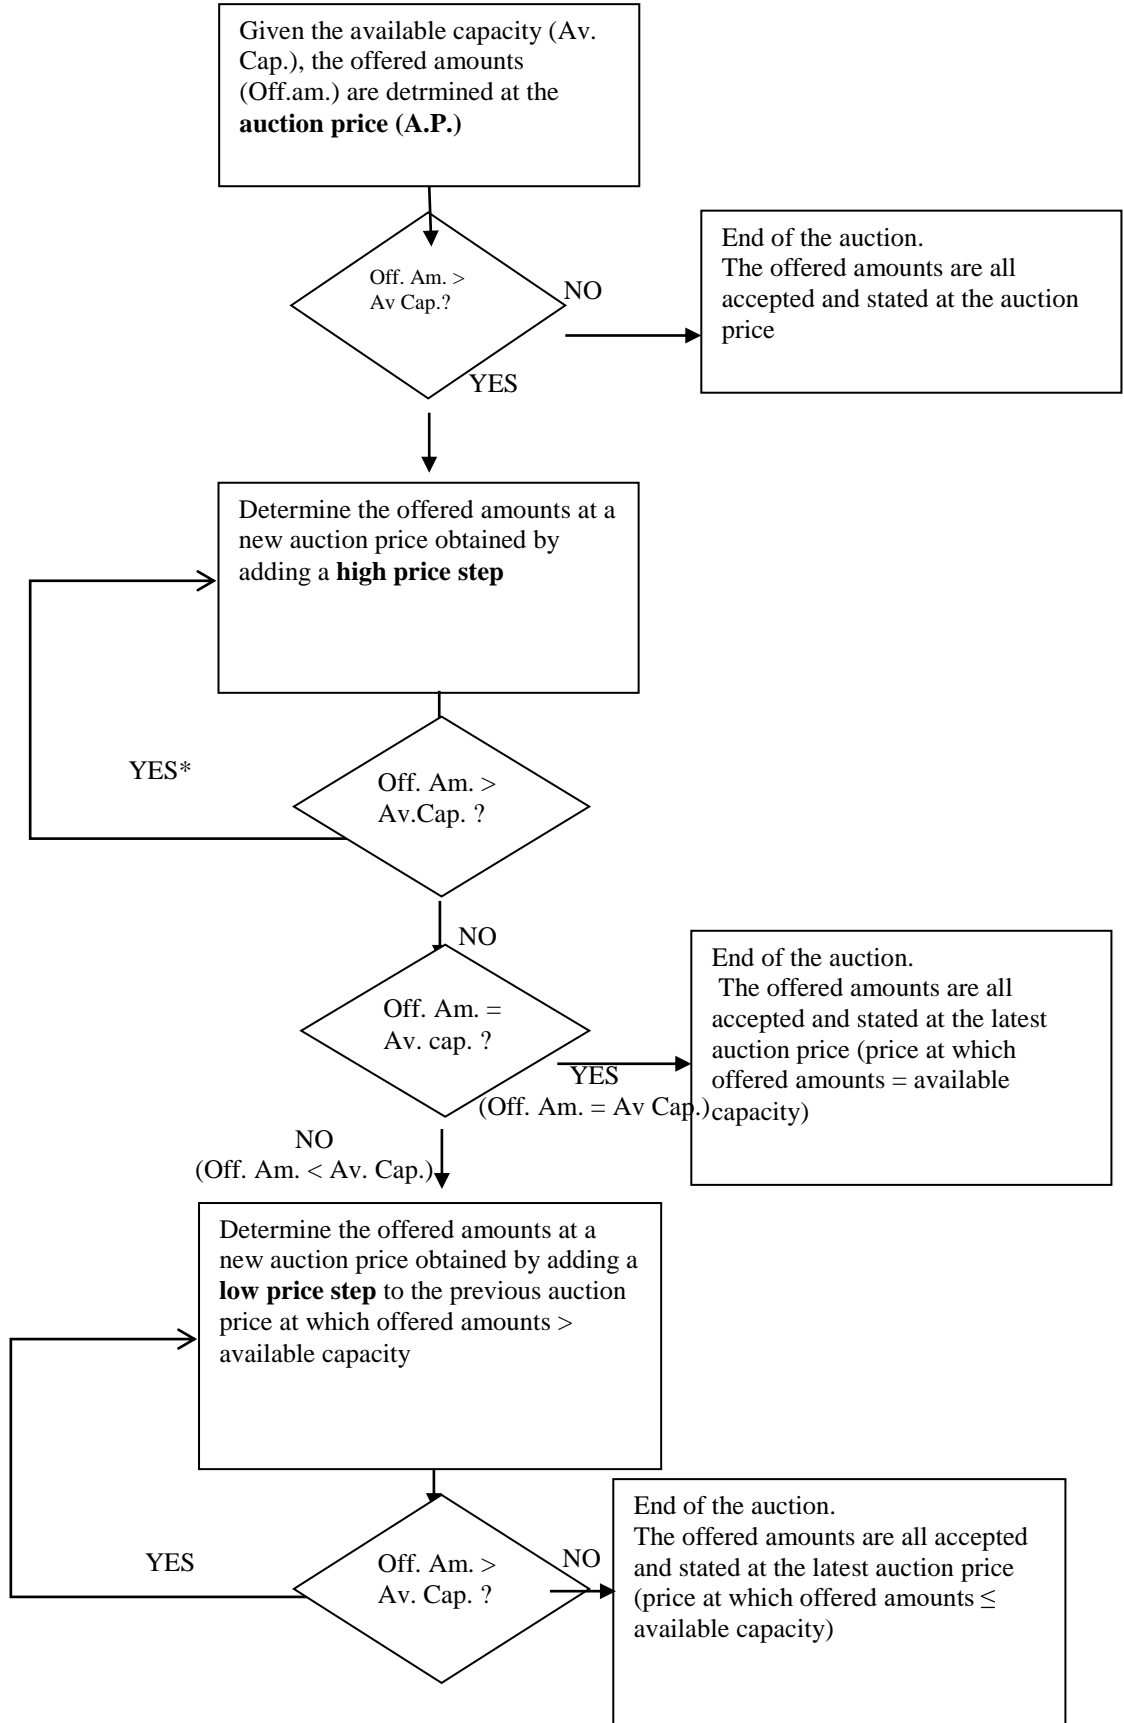 Given the available capacity (Av.
Cap.), the offered amounts
(Off.am.) are detrmined at the
auction price (A.P.)
Off. Am. >
Av Cap.?
NO
End of the auction.
The offered amounts are all
accepted and stated at the auction
price
YES
Determine the offered amounts at a
new auction price obtained by
adding a high price step
YES*
Off. Am. >
Av.Cap. ?
NO
Off. Am. =
Av. cap. ?
End of the auction.
The offered amounts are all
accepted and stated at the latest
auction price (price at which
offered amounts = available
capacity)
YES
(Off. Am. = Av Cap.)
NO
(Off. Am. < Av. Cap.)
Determine the offered amounts at a
new auction price obtained by adding a
low price step to the previous auction
price at which offered amounts >
available capacity
YES
Off. Am. >
Av. Cap. ?
NO
End of the auction.
The offered amounts are all accepted
and stated at the latest auction price
(price at which offered amounts ≤
available capacity)